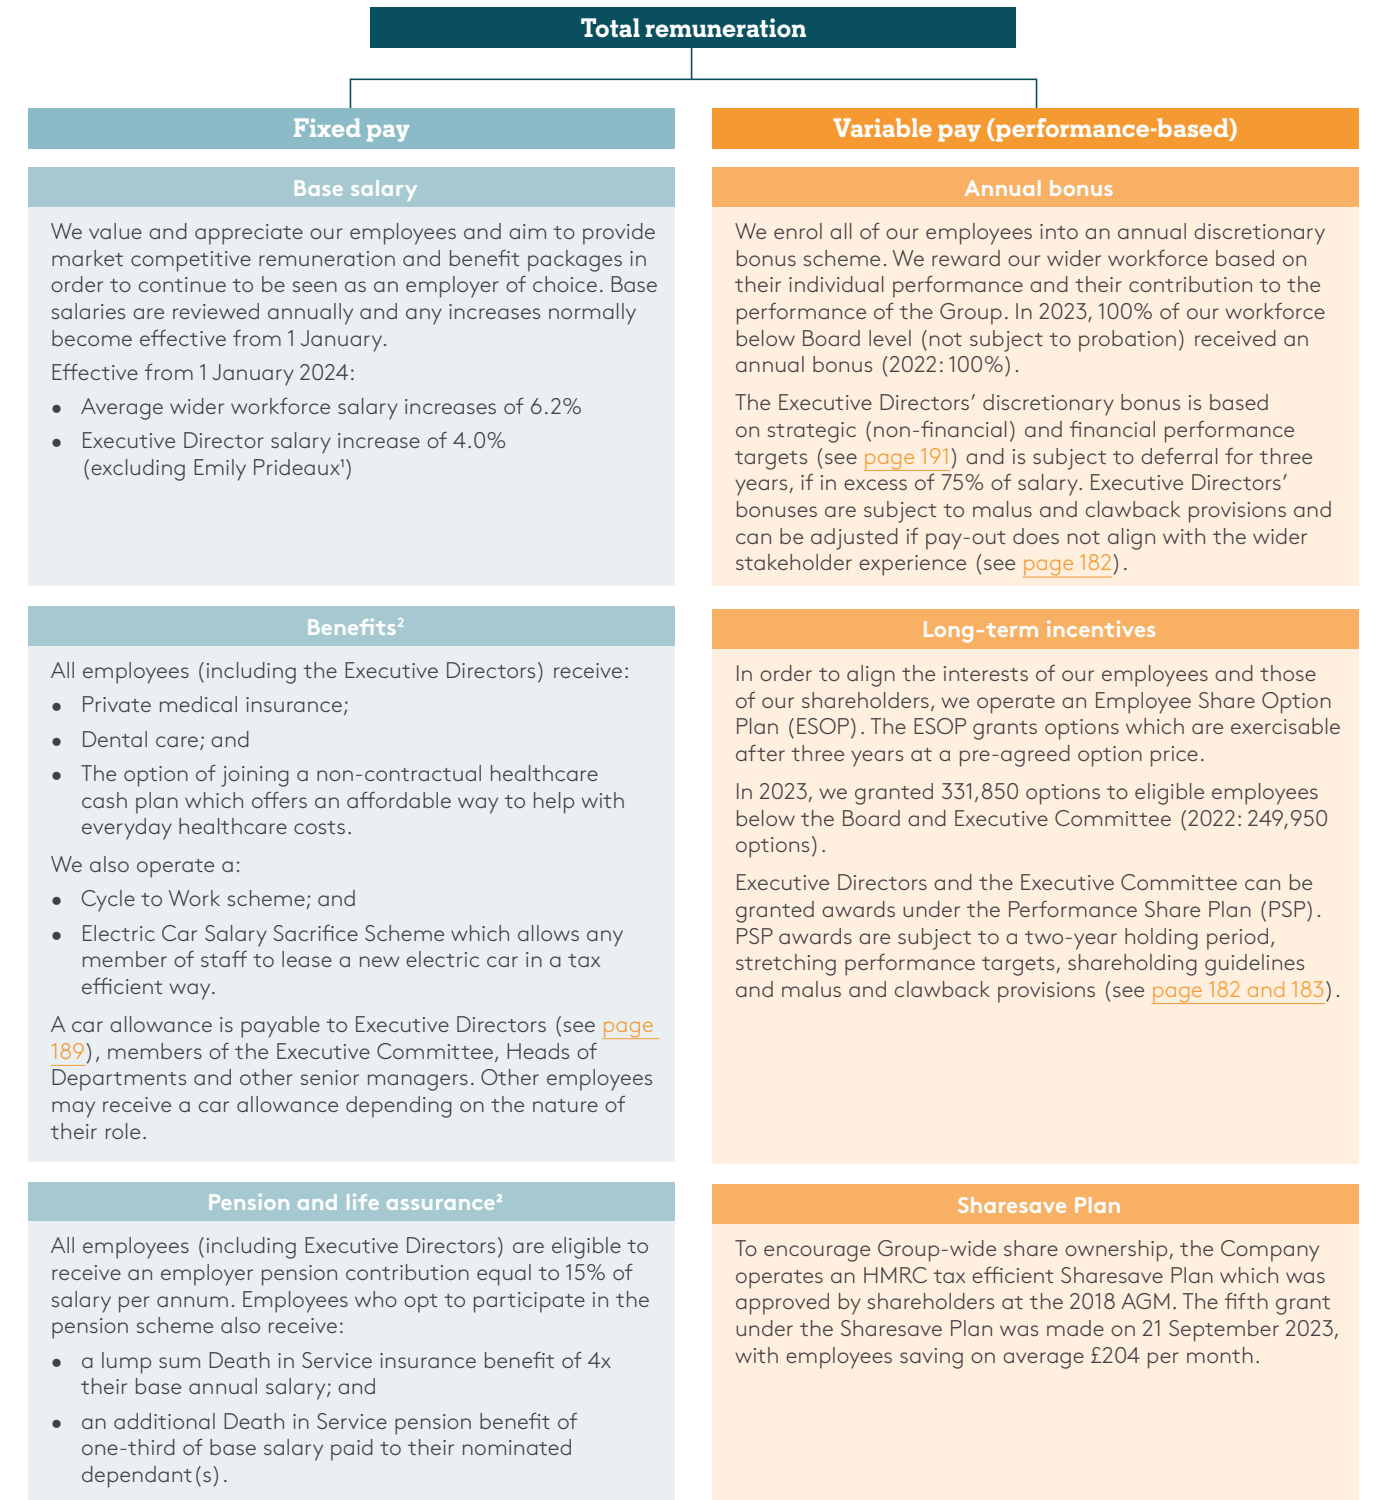 Total remuneration
Fixed pay
Base salary
We value and appreciate our employees and aim to provide
market competitive remuneration and benefit packages in
order to continue to be seen as an employer of choice. Base
salaries are reviewed annually and any increases normally
become effective from 1 January.
Effective from 1 January 2024:
• Average wider workforce salary increases of 6.2%
• Executive Director salary increase of 4.0%
(excluding Emily Prideaux¹)
Benefits²
All employees (including the Executive Directors) receive:
• Private medical insurance;
• Dental care; and
• The option of joining a non-contractual healthcare
cash plan which offers an affordable way to help with
everyday healthcare costs.
We also operate a:
• Cycle to Work scheme; and
• Electric Car Salary Sacrifice Scheme which allows any
member of staff to lease a new electric car in a tax
efficient way.
A car allowance is payable to Executive Directors (see page
189), members of the Executive Committee, Heads of
Departments and other senior managers. Other employees
may receive a car allowance depending on the nature of
their role.
Pension and life assurance²
All employees (including Executive Directors) are eligible to
receive an employer pension contribution equal to 15% of
salary per annum. Employees who opt to participate in the
pension scheme also receive:
• a lump sum Death in Service insurance benefit of 4x
their base annual salary; and
• an additional Death in Service pension benefit of
one-third of base salary paid to their nominated
dependant(s).
Variable pay (performance-based)
Annual bonus
We enrol all of our employees into an annual discretionary
bonus scheme. We reward our wider workforce based on
their individual performance and their contribution to the
performance of the Group. In 2023, 100% of our workforce
below Board level (not subject to probation) received an
annual bonus (2022: 100%).
The Executive Directors’ discretionary bonus is based
on strategic (non-financial) and financial performance
targets (see page 191) and is subject to deferral for three
years, if in excess of 75% of salary. Executive Directors’
bonuses are subject to malus and clawback provisions and
can be adjusted if pay-out does not align with the wider
stakeholder experience (see page 182).
Long-term incentives
In order to align the interests of our employees and those
of our shareholders, we operate an Employee Share Option
Plan (ESOP). The ESOP grants options which are exercisable
after three years at a pre-agreed option price.
In 2023, we granted 331,850 options to eligible employees
below the Board and Executive Committee (2022: 249,950
options).
Executive Directors and the Executive Committee can be
granted awards under the Performance Share Plan (PSP).
PSP awards are subject to a two-year holding period,
stretching performance targets, shareholding guidelines
and malus and clawback provisions (see page 182 and 183).
Sharesave Plan
To encourage Group-wide share ownership, the Company
operates an HMRC tax efficient Sharesave Plan which was
approved by shareholders at the 2018 AGM. The fifth grant
under the Sharesave Plan was made on 21 September 2023,
with employees saving on average £204 per month.